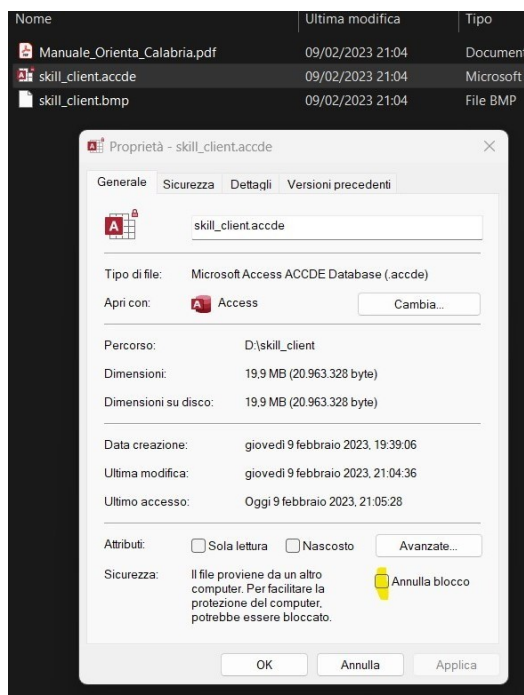 Nome Ultima modifica Tipo
Manuale_Orienta_Calabria.pdf 09/02/2023 21:04 Documen
skill_client.accde 09/02/2023 21:04 Microsoft
skill_client.bmp 09/02/2023 21:04 File BMP
Proprietà - skill_client.accde
Generale Sicurezza Dettagli Versioni precedenti
skill_client.accde
Tipo di file: Microsoft Access ACCDE Database (.accde)
Apri con: Access Cambia...
Percorso: D:\skill_client
Dimensioni: 19,9 MB (20.963.328 byte)
Dimensioni su disco: 19,9 MB (20.963.328 byte)
Data creazione: giovedì 9 febbraio 2023, 19:39:06
Ultima modifica: giovedì 9 febbraio 2023, 21:04:36
Ultimo accesso: Oggi 9 febbraio 2023, 21:05:28
Attributi: Sola lettura Nascosto Avanzate...
Sicurezza: Il file proviene da un altro
computer. Per facilitare la
protezione del computer,
potrebbe essere bloccato.
Annulla blocco
OK Annulla Applica